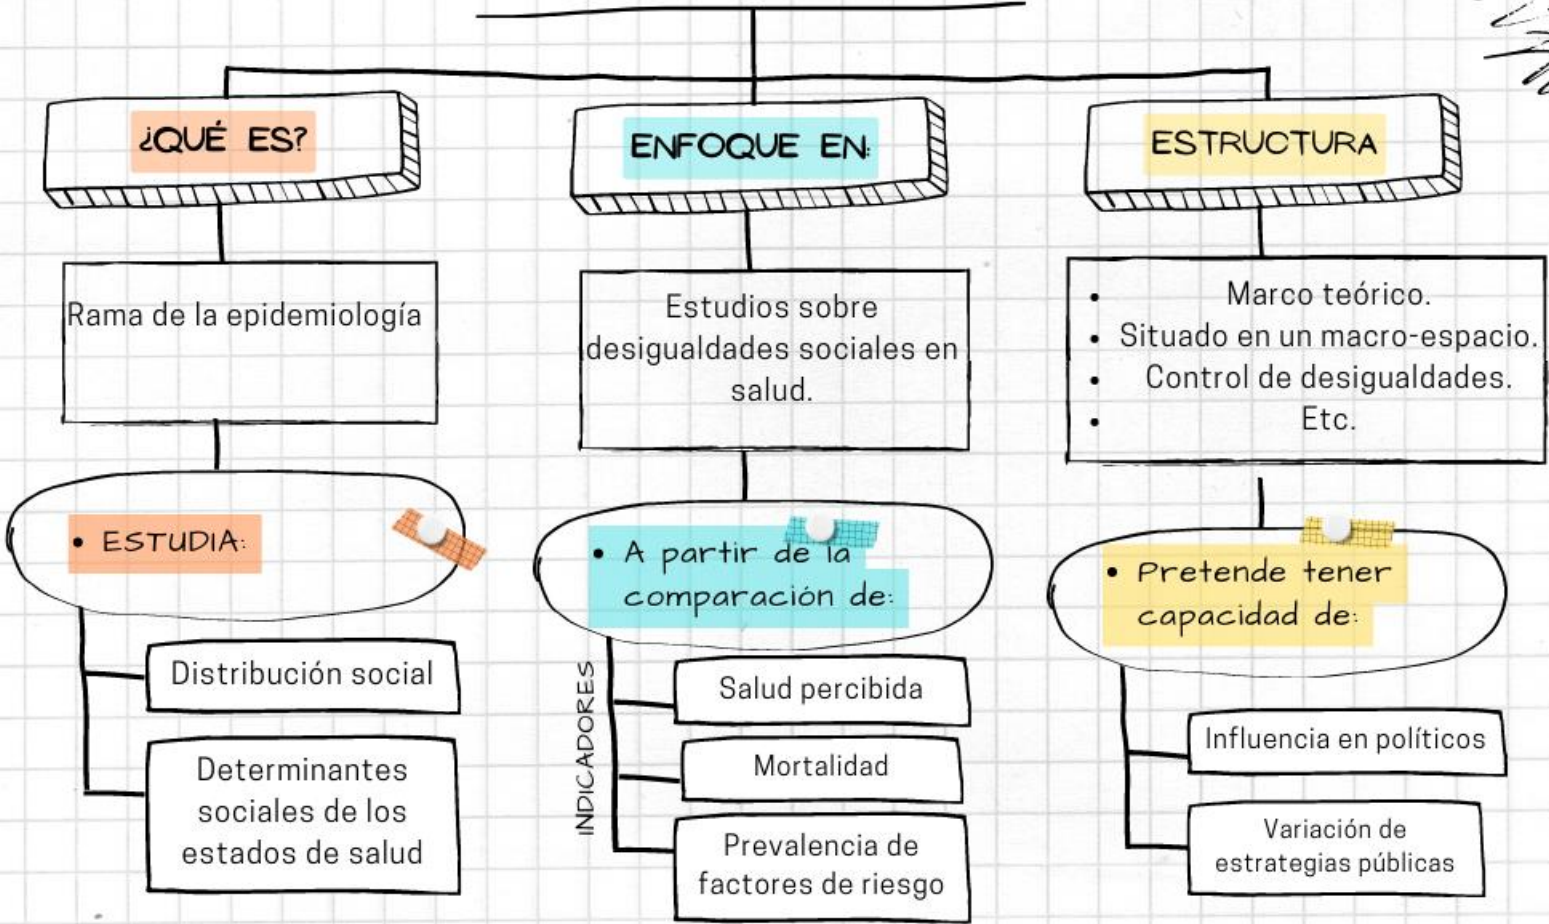 ¿QUÉ ES?
Rama de la epidemiología
• ESTUDIA:
Distribución social
Determinantes
sociales de los
estados de salud
ENFOQUE EN:
Estudios sobre
desigualdades sociales en
salud.
• A partir de la
comparación de:
INDICADORES
Salud percibida
Mortalidad
Prevalencia de
factores de riesgo
ESTRUCTURA
• Marco teórico.
• Situado en un macro-espacio.
• Control de desigualdades.
• Etc.
• Pretende tener
capacidad de:
Influencia en políticos
Variación de
estrategias públicas